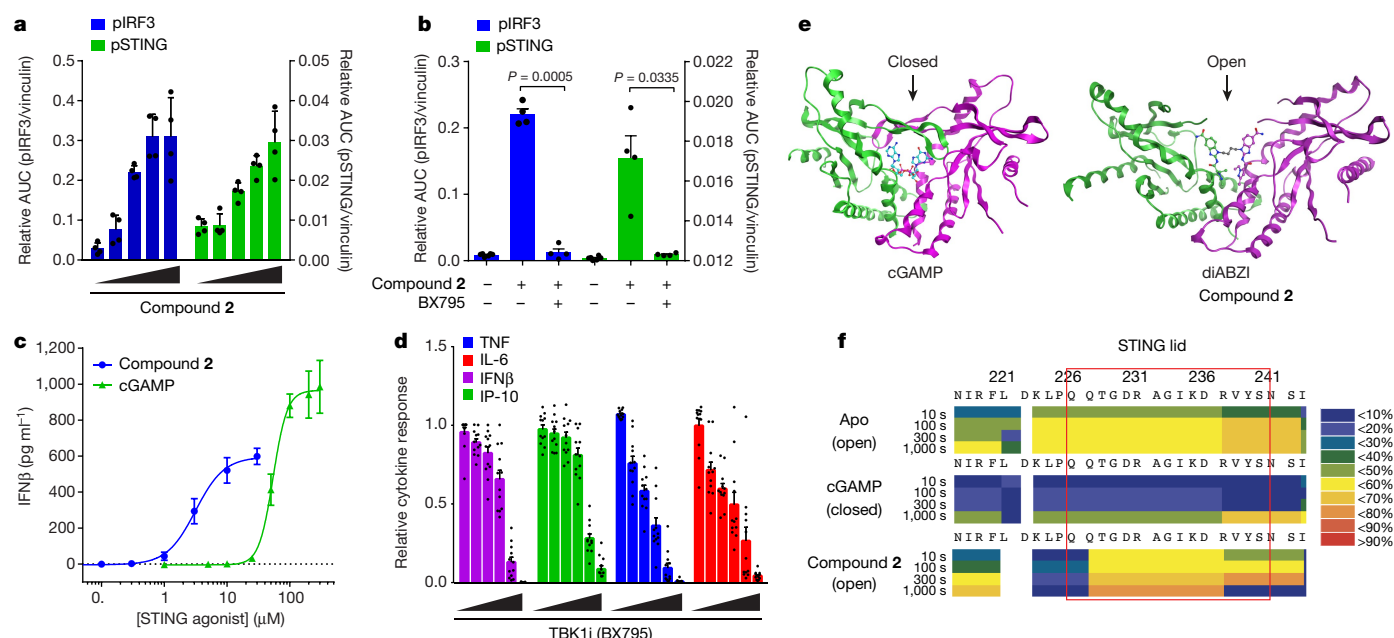 a
pIRF3
pSTING
Relative AUC (pIRF3/vinculin)
0.5
0.4
0.3
0.2
0.1
0.0
0.05
0.04
0.03
0.02
0.01
0.00
Relative AUC (pSTING/vinculin)
Compound 2
b
pIRF3
pSTING
Relative AUC (pIRF3/vinculin)
0.3
0.2
0.1
0.0
P = 0.0005
P = 0.0335
0.022
0.020
0.018
0.016
0.014
0.012
Relative AUC (pSTING/vinculin)
Compound 2 – + + – + +
BX795 – – + – – +
e
Closed
Open
cGAMP
diABZI
Compound 2
c
IFNβ (pg ml⁻¹)
1,200
1,000
800
600
400
200
0
Compound 2
cGAMP
0. 1 10 100
[STING agonist] (μM)
d
TNF
IL-6
IFNβ
IP-10
Relative cytokine response
1.5
1.0
0.5
0.0
TBK1i (BX795)
f
STING lid
221 226 231 236 241
N I R F L D K L P Q Q T G D R A G I K D R V Y S N S I
Apo
(open)
10 s
100 s
300 s
1,000 s
N I R F L D K L P Q Q T G D R A G I K D R V Y S N S I
cGAMP
(closed)
10 s
100 s
300 s
1,000 s
N I R F L D K L P Q Q T G D R A G I K D R V Y S N S I
Compound 2
(open)
10 s
100 s
300 s
1,000 s
<10%
<20%
<30%
<40%
<50%
<60%
<70%
<80%
<90%
>90%